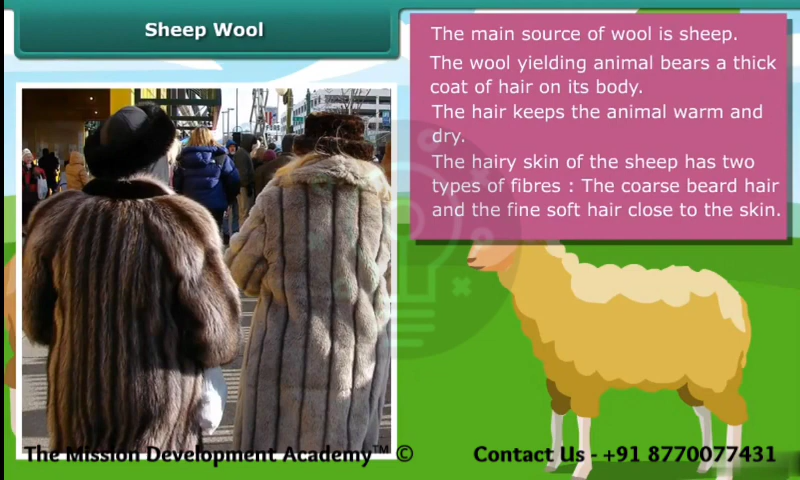 Sheep Wool
The main source of wool is sheep.
The wool yielding animal bears a thick
coat of hair on its body.
The hair keeps the animal warm and
dry.
The hairy skin of the sheep has two
types of fibres : The coarse beard hair
and the fine soft hair close to the skin.
The Mission Development Academy™ ©
Contact Us - +91 8770077431